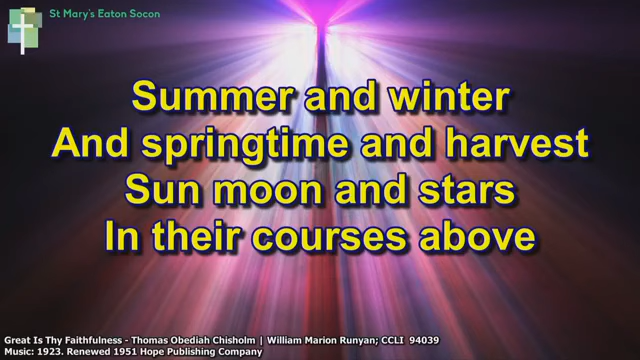 St Mary's Eaton Socon
Summer and winter
And springtime and harvest
Sun moon and stars
In their courses above
Great Is Thy Faithfulness - Thomas Obediah Chisholm | William Marion Runyan; CCLI  94039
Music: 1923. Renewed 1951 Hope Publishing Company